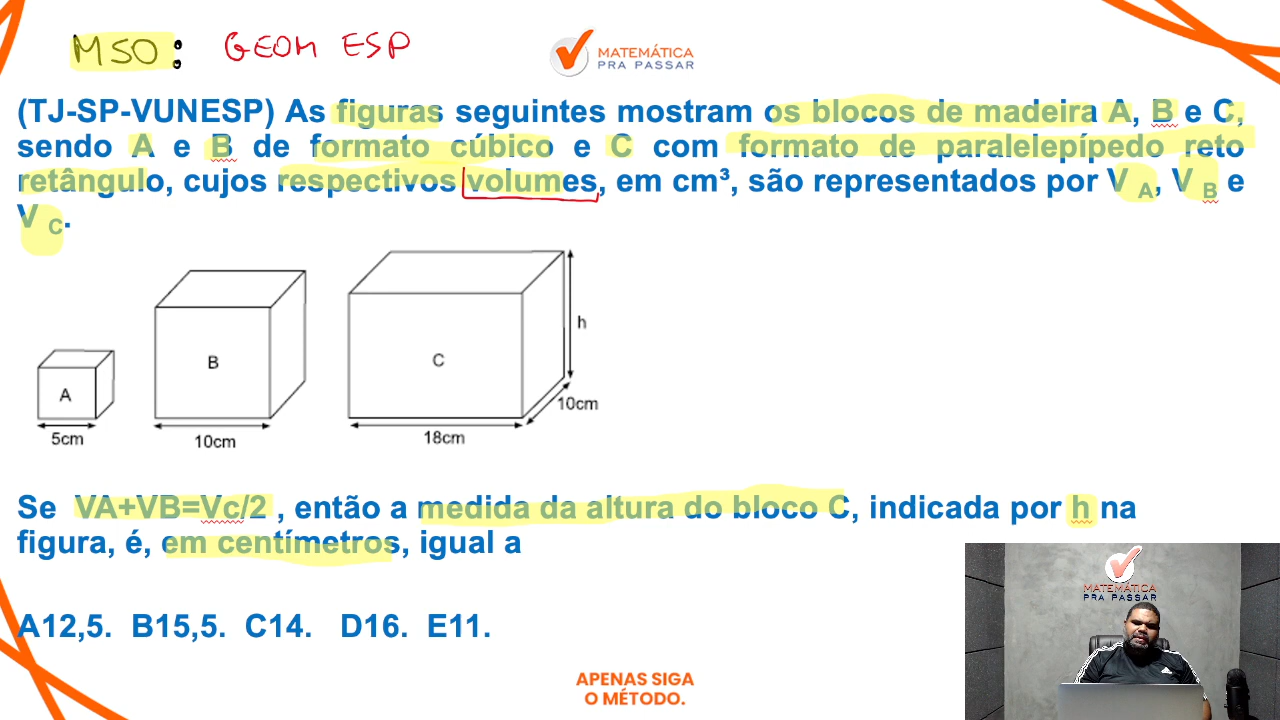 MSO: GEOM ESP
MATEMÁTICA
PRA PASSAR
(TJ-SP-VUNESP) As figuras seguintes mostram os blocos de madeira A, B e C,
sendo A e B de formato cúbico e C com formato de paralelepípedo reto
retângulo, cujos respectivos volumes, em cm³, são representados por V A, V B e
V C.
A
B
C
h
5cm
10cm
18cm
10cm
Se VA+VB=Vc/2 , então a medida da altura do bloco C, indicada por h na
figura, é, em centímetros, igual a
A12,5. B15,5. C14. D16. E11.
MATEMÁTICA
PRA PASSAR
APENAS SIGA
O MÉTODO.